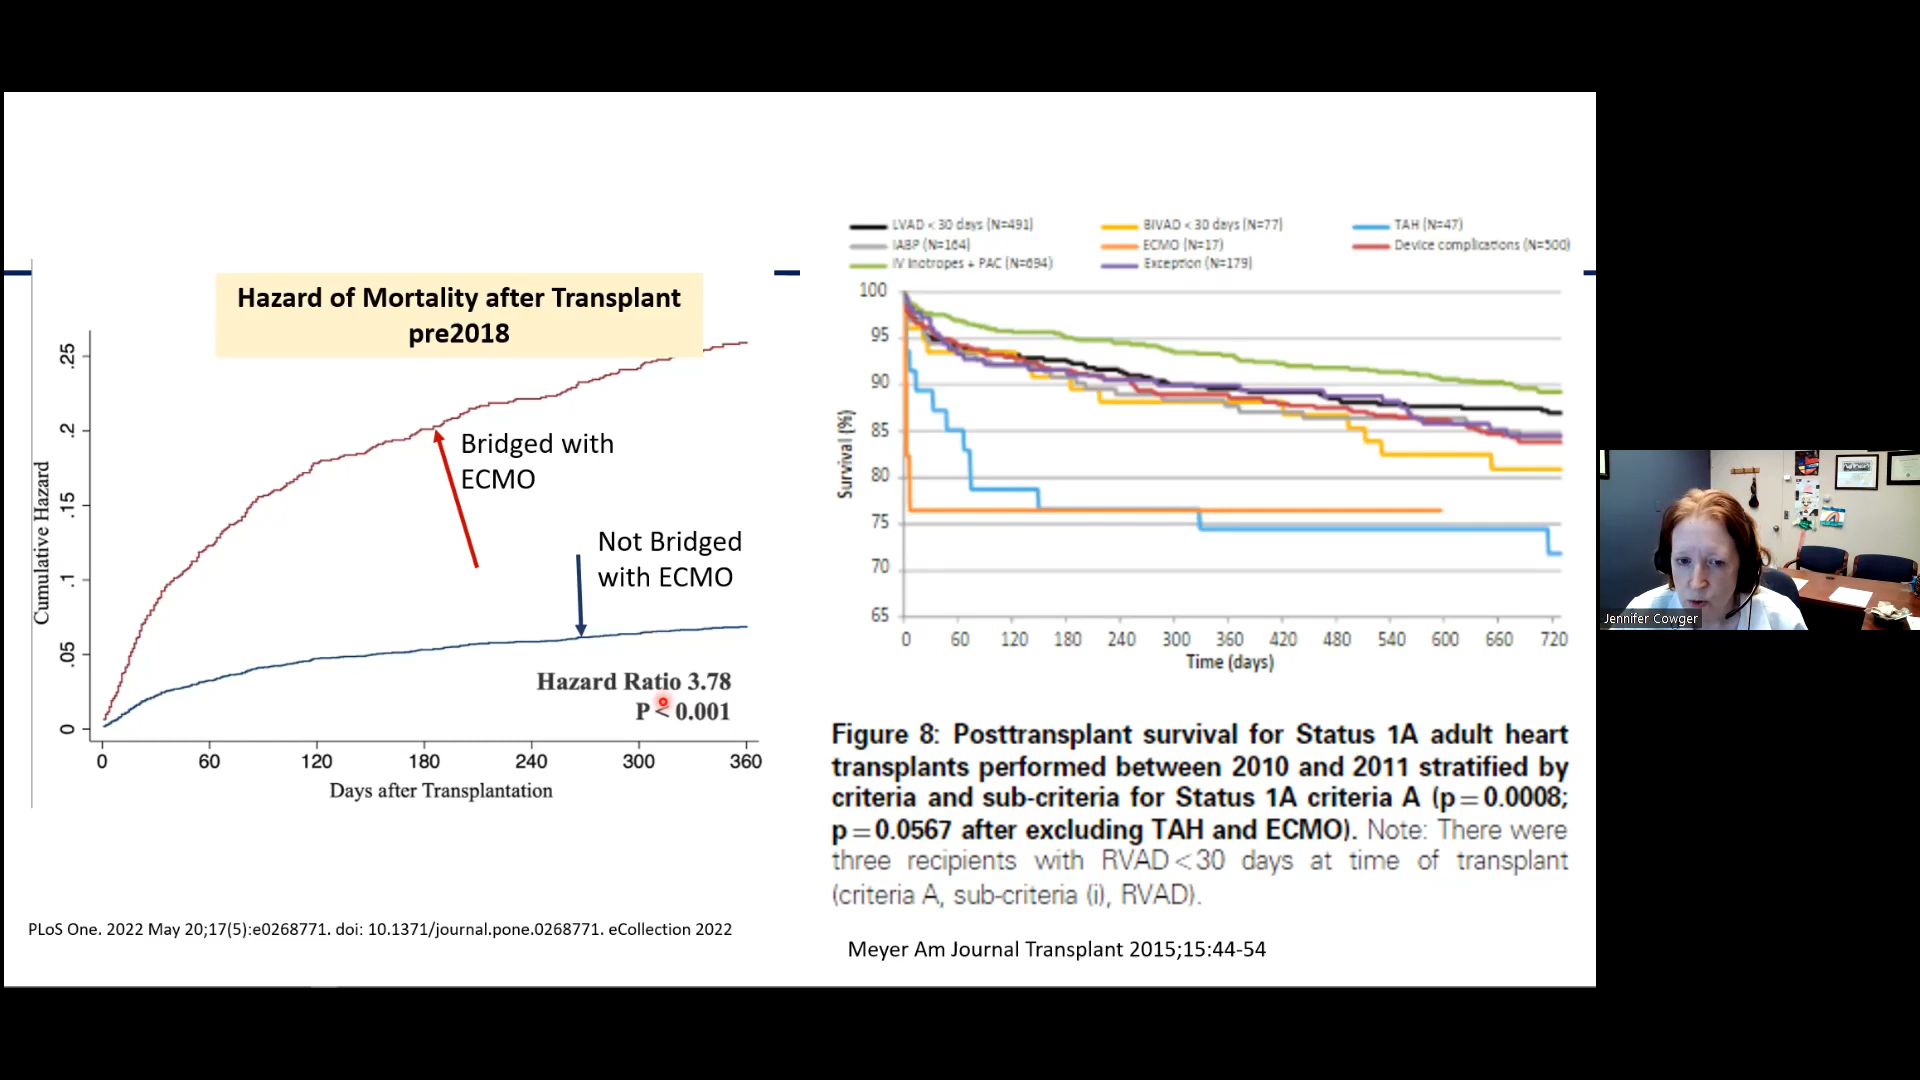 Hazard of Mortality after Transplant
pre2018
Cumulative Hazard
.25
.2
.15
.1
.05
0
Bridged with
ECMO
Not Bridged
with ECMO
Hazard Ratio 3.78
P < 0.001
0 60 120 180 240 300 360
Days after Transplantation
PLoS One. 2022 May 20;17(5):e0268771. doi: 10.1371/journal.pone.0268771. eCollection 2022
LVAD < 30 days (N=491) BIVAD < 30 days (N=77) TAH (N=47)
IABP (N=164) ECMO (N=17) Device complications (N=500)
IV Inotropes + PAC (N=694) Exception (N=179)
Survival (%)
100
95
90
85
80
75
70
65
0 60 120 180 240 300 360 420 480 540 600 660 720
Time (days)
Figure 8: Posttransplant survival for Status 1A adult heart
transplants performed between 2010 and 2011 stratified by
criteria and sub-criteria for Status 1A criteria A (p = 0.0008;
p = 0.0567 after excluding TAH and ECMO). Note: There were
three recipients with RVAD < 30 days at time of transplant
(criteria A, sub-criteria (i), RVAD).
Meyer Am Journal Transplant 2015;15:44-54
Jennifer Cowger